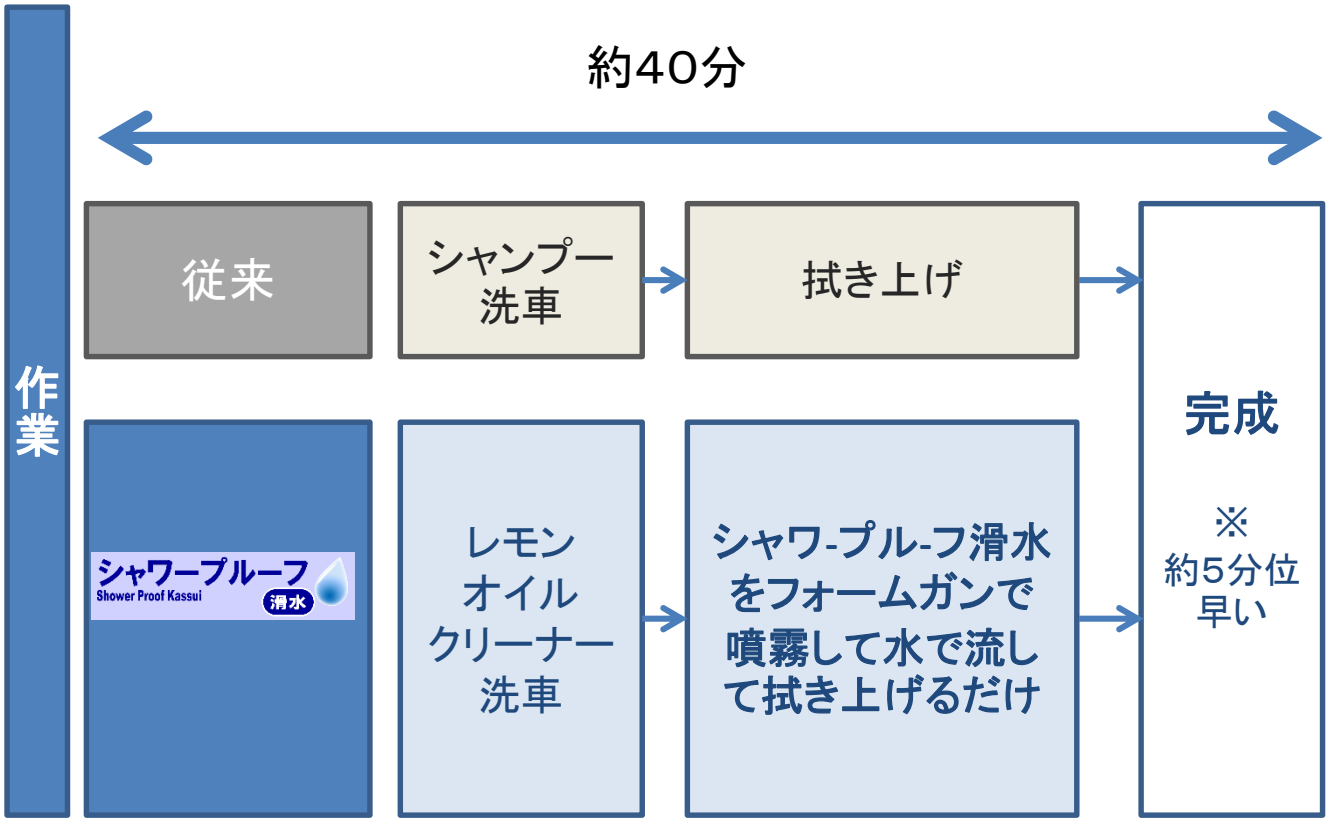 約40分
作業
従来
シャンプー
洗車
拭き上げ
シャワープルーフ
Shower Proof Kassui
滑水
レモン
オイル
クリーナー
洗車
シャワ-プル-フ滑水
をフォームガンで
噴霧して水で流し
て拭き上げるだけ
完成
※
約5分位
早い